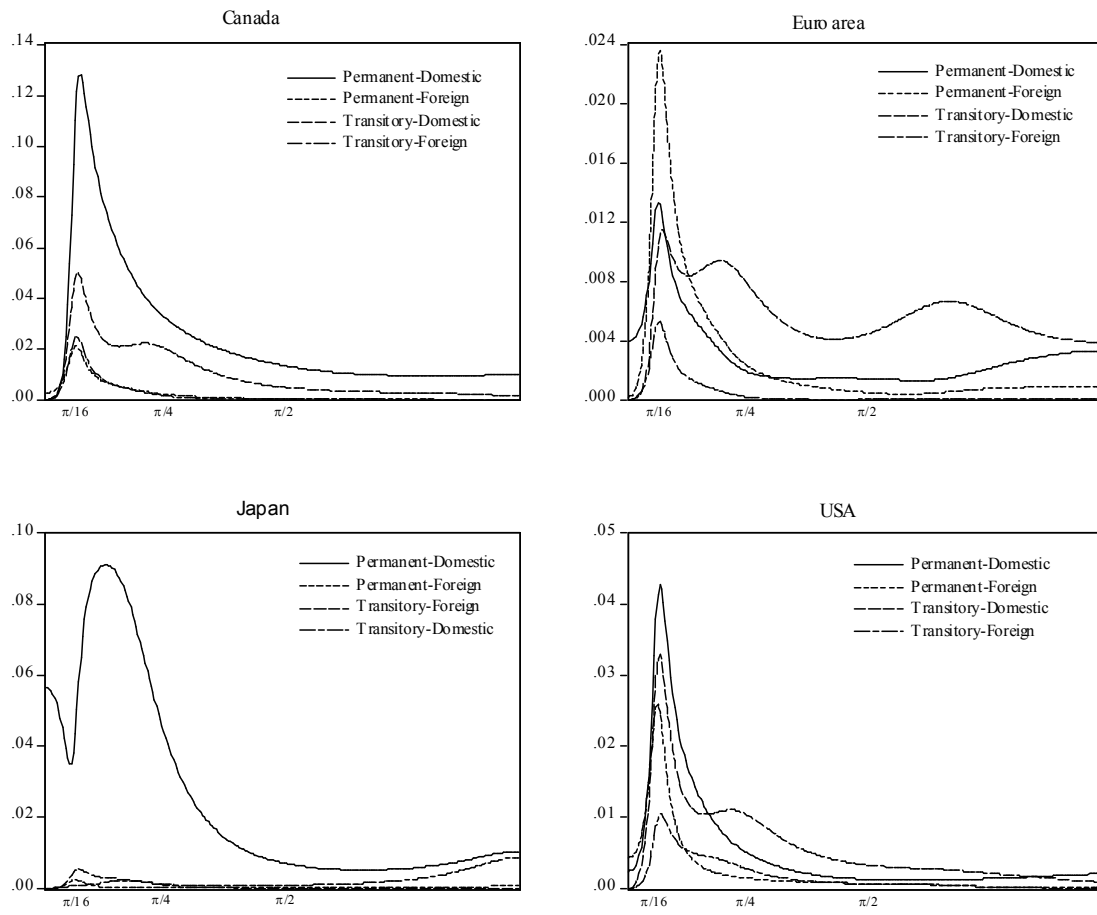 Canada
.14
.12
.10
.08
.06
.04
.02
.00
Permanent-Domestic
Permanent-Foreign
Transitory-Domestic
Transitory-Foreign
π/16
π/4
π/2
Euro area
.024
.020
.016
.012
.008
.004
.000
Permanent-Domestic
Permanent-Foreign
Transitory-Domestic
Transitory-Foreign
π/16
π/4
π/2
Japan
.10
.08
.06
.04
.02
.00
Permanent-Domestic
Permanent-Foreign
Transitory-Foreign
Transitory-Domestic
π/16
π/4
π/2
USA
.05
.04
.03
.02
.01
.00
Permanent-Domestic
Permanent-Foreign
Transitory-Domestic
Transitory-Foreign
π/16
π/4
π/2